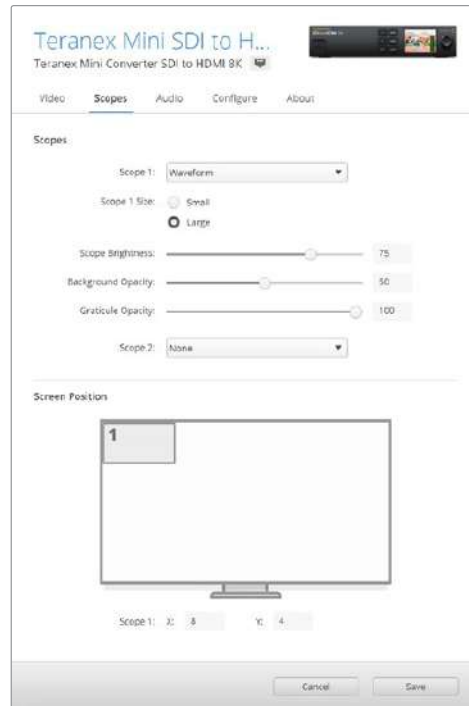 Teranex Mini SDI to H...
Teranex Mini Converter SDI to HDMI 8K
Video Scopes Audio Configure About
Scopes
Scope 1: Waveform
Scope 1 Size: Small
Large
Scope Brightness: 75
Background Opacity: 50
Graticule Opacity: 100
Scope 2: None
Screen Position
1
Scope 1: X: 8 Y: 4
Cancel Save